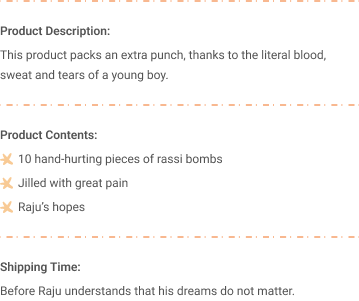 Product Description:
This product packs an extra punch, thanks to the literal blood,
sweat and tears of a young boy.
Product Contents:
10 hand-hurting pieces of rassi bombs
Jilled with great pain
Raju's hopes
Shipping Time:
Before Raju understands that his dreams do not matter.